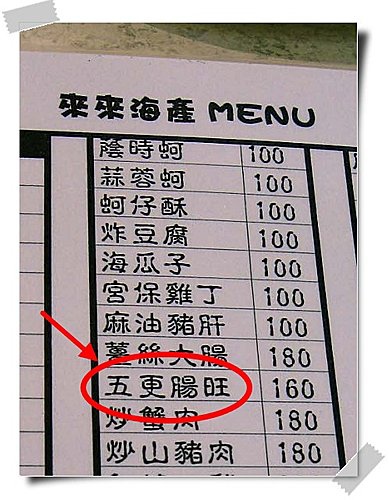 來來海產 MENU
蔭時蚵 100
蒜蓉蚵 100
蚵仔酥 100
炸豆腐 100
海瓜子 100
宮保雞丁 100
麻油豬肝 100
薑絲大腸 180
五更腸旺 160
炒蟹肉 180
炒山豬肉 180